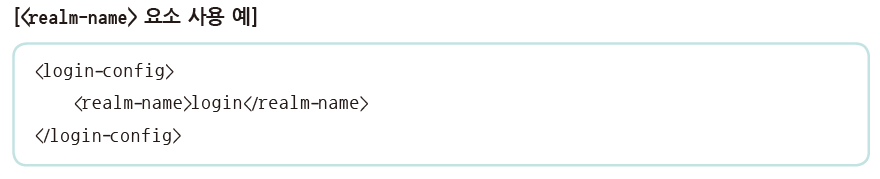 [<realm-name> 요소 사용 예]
<login-config>
    <realm-name>login</realm-name>
</login-config>